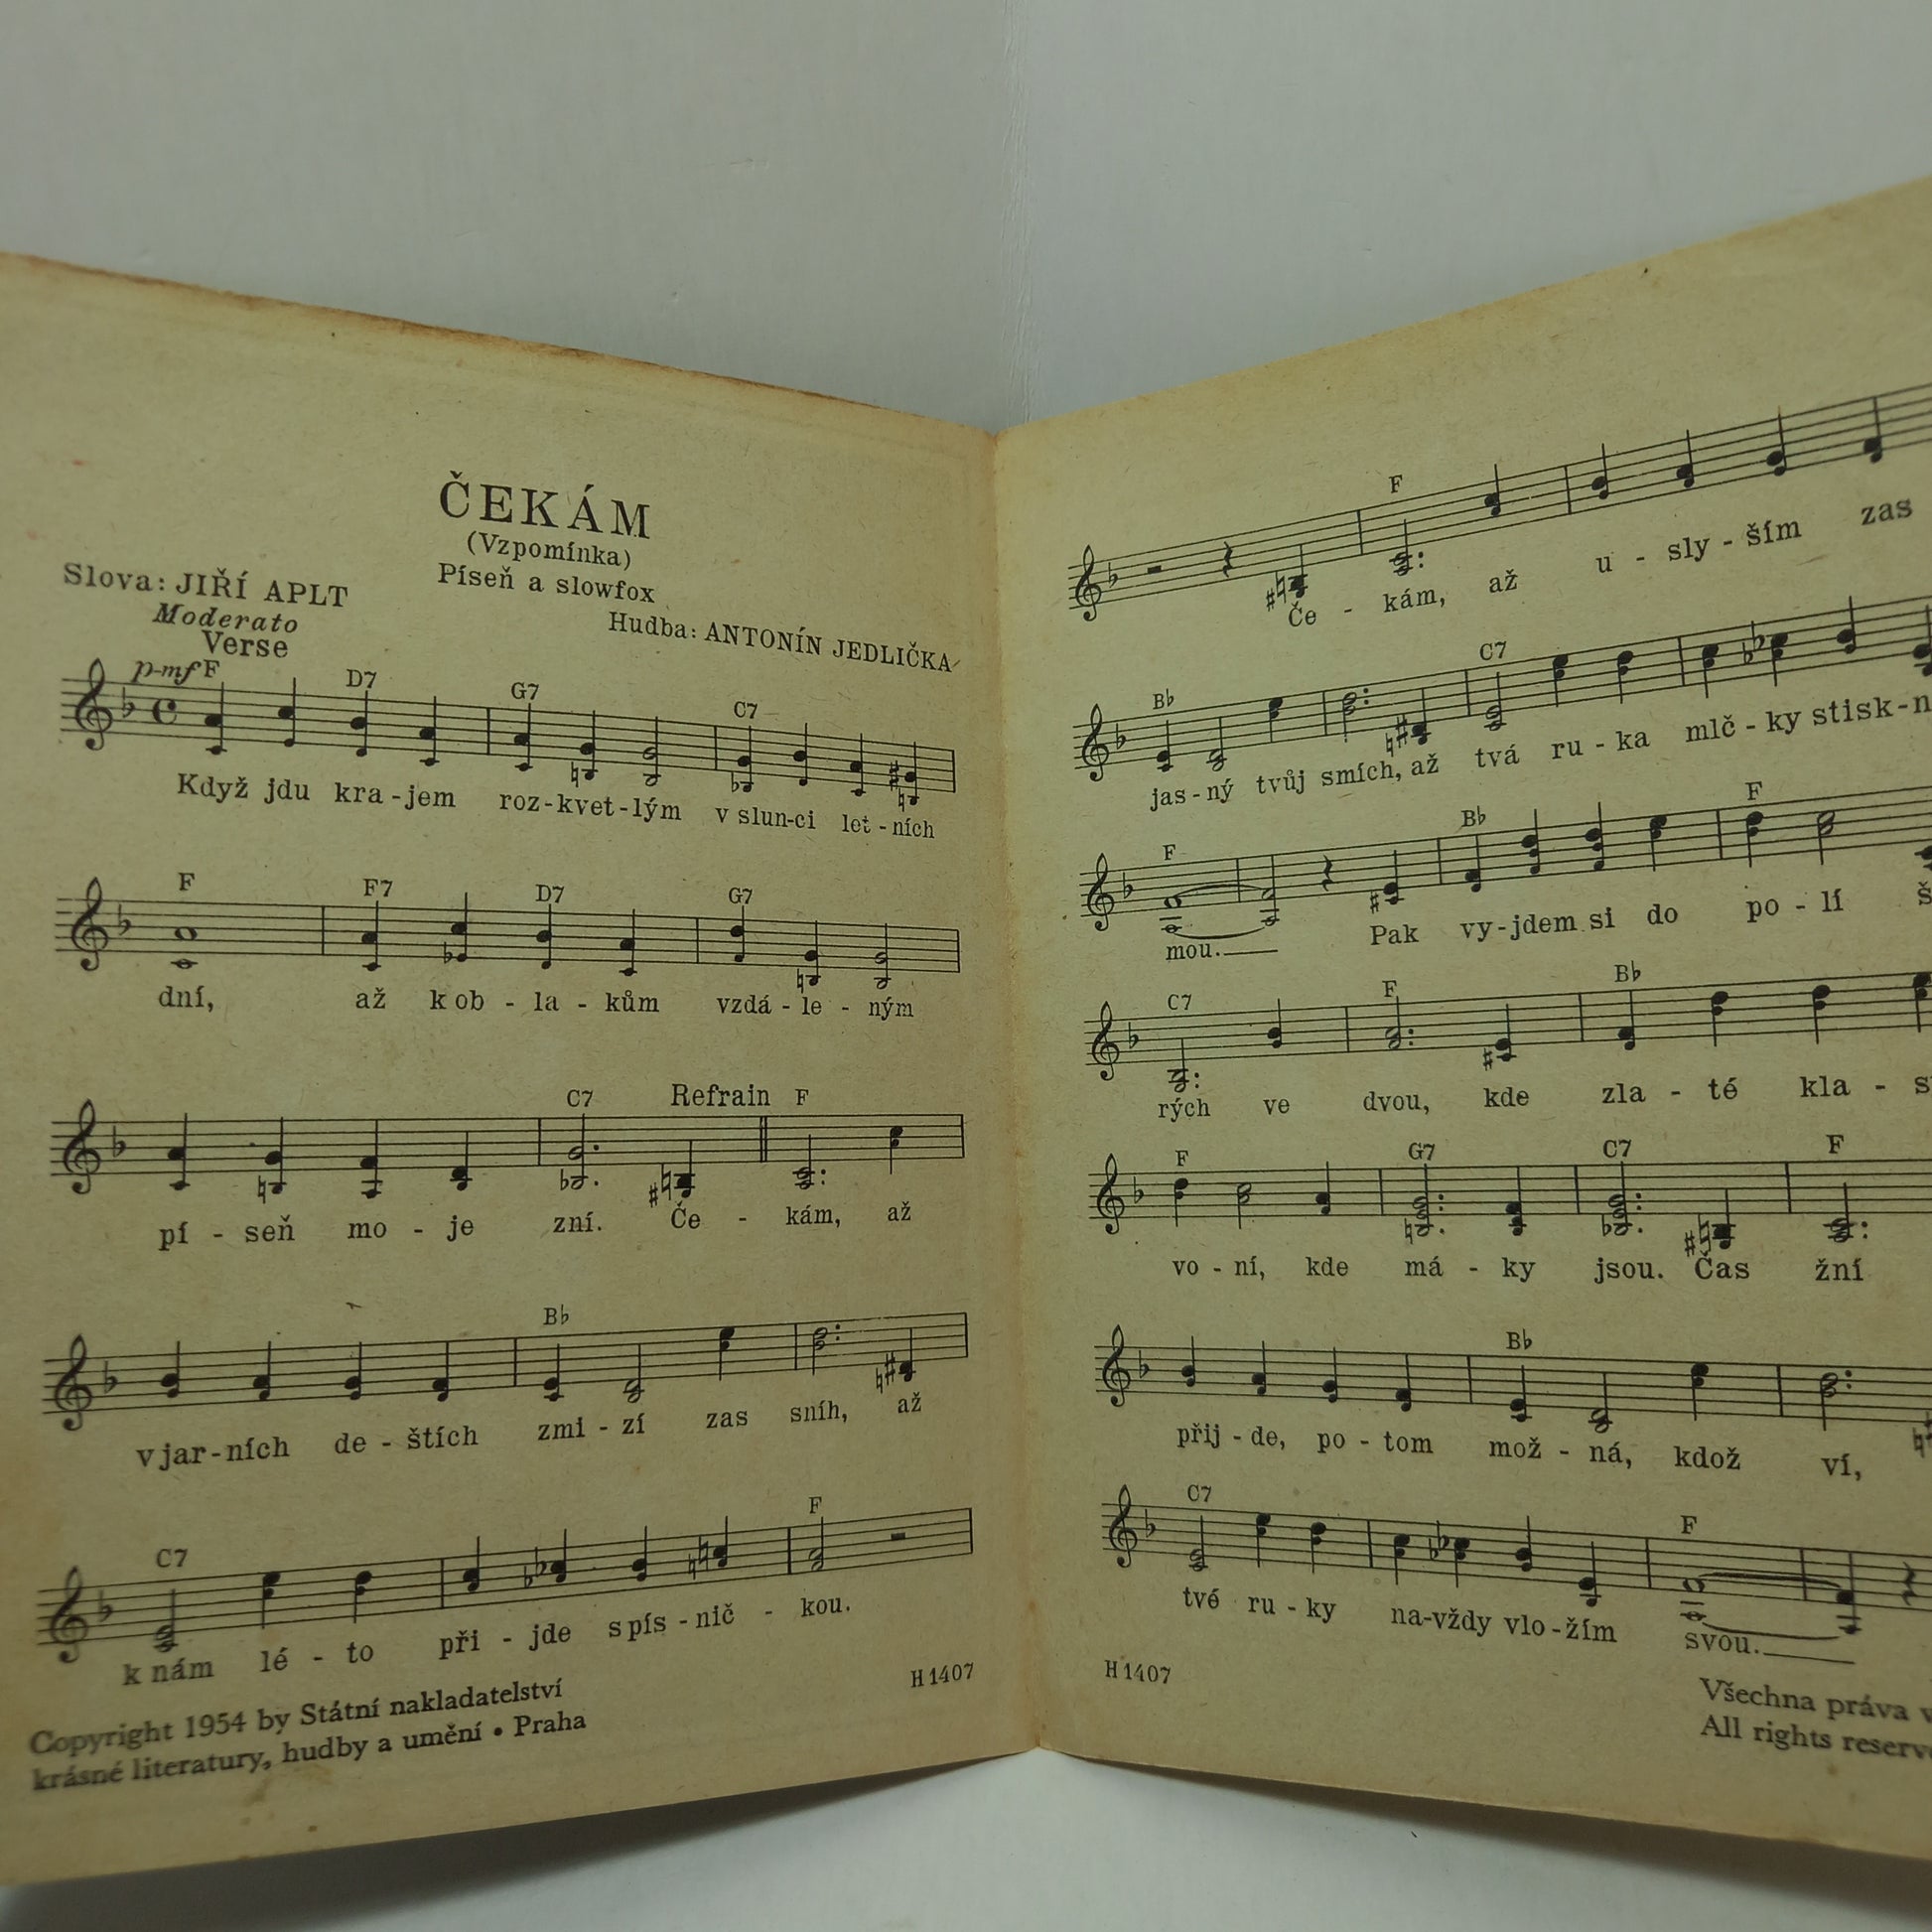 ČEKÁM
(Vzpomínka)
Píseň a slowfox
Slova: JIŘÍ APLT
Moderato
Verse
Hudba: ANTONÍN JEDLIČKA
p-mf F D7 G7 C7
Když jdu kra - jem roz - kvet - lým v slun - ci let - ních
F F7 D7 G7
dní, až k ob - la - kům vzdá - le - ným
C7 Refrain F
pí - seň mo - je zní. Če - kám, až
B♭
v jar - ních de - štích zmi - zí zas sníh, až
C7 F
k nám lé - to při - jde s pís - nič - kou.
Copyright 1954 by Státní nakladatelství
krásné literatury, hudby a umění • Praha
H 1407
F
Če - kám, až u - sly - ším zas
B♭ C7
jas - ný tvůj smích, až tvá ru - ka mlč - ky stisk - n
F B♭ F
mou. Pak vy - jdem si do po - lí š
C7 F B♭
rých ve dvou, kde zla - té kla - s
F G7 C7 F
vo - ní, kde má - ky jsou. Čas žní
B♭
přij - de, po - tom mož - ná, kdož ví,
C7 F
tvé ru - ky na - vždy vlo - žím svou.
H 1407
Všechna práva v
All rights reserv